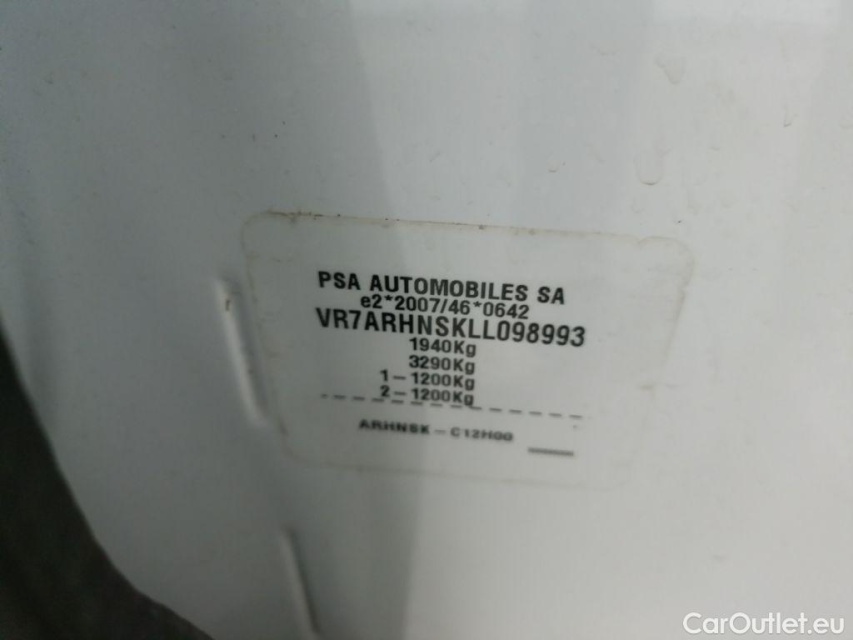 PSA AUTOMOBILES SA
e2*2007/46*0642
VR7ARHNSKLL098993
1940Kg
3290Kg
1-1200Kg
2-1200Kg
ARHNSK-C12H00
CarOutlet.eu